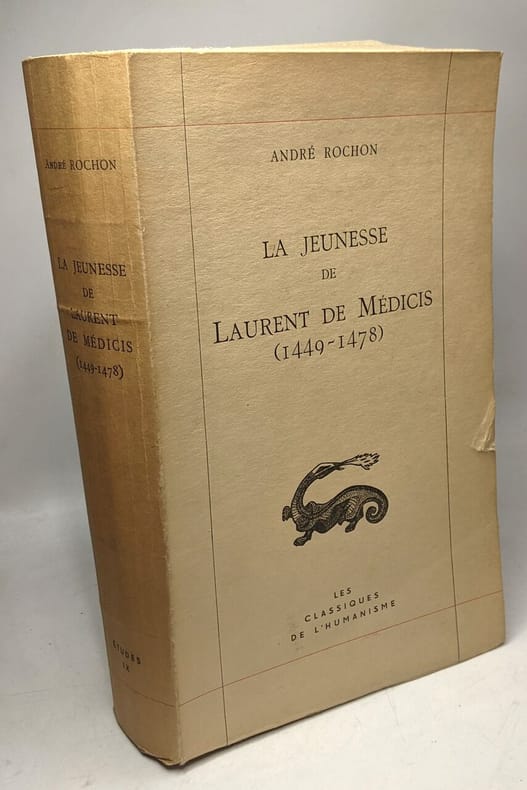 André ROCHON
LA JEUNESSE
DE
LAURENT
DE MÉDICIS
(1449-1478)
ÉTUDES
IX
ANDRÉ ROCHON
LA JEUNESSE
DE
LAURENT DE MÉDICIS
(1449-1478)
LES
CLASSIQUES
DE L'HUMANISME